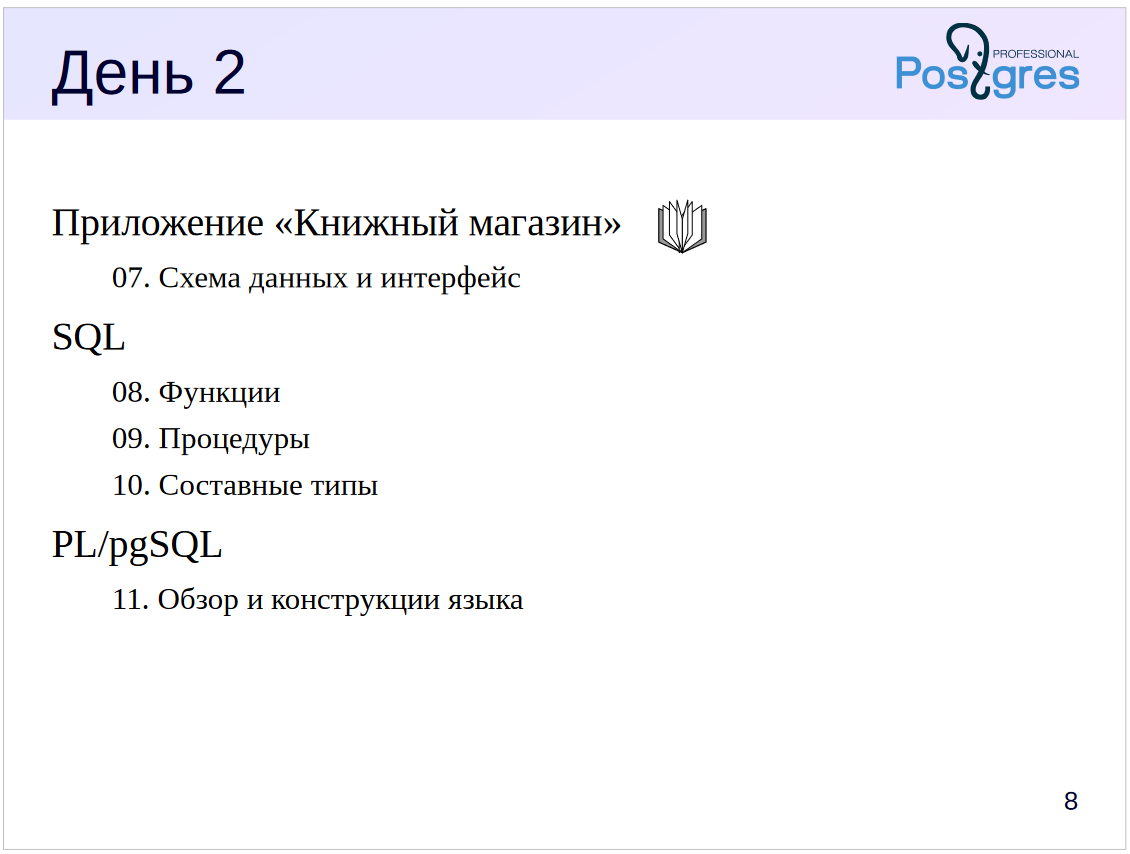 День 2
PROFESSIONAL
Postgres
Приложение «Книжный магазин»
07. Схема данных и интерфейс
SQL
08. Функции
09. Процедуры
10. Составные типы
PL/pgSQL
11. Обзор и конструкции языка
8